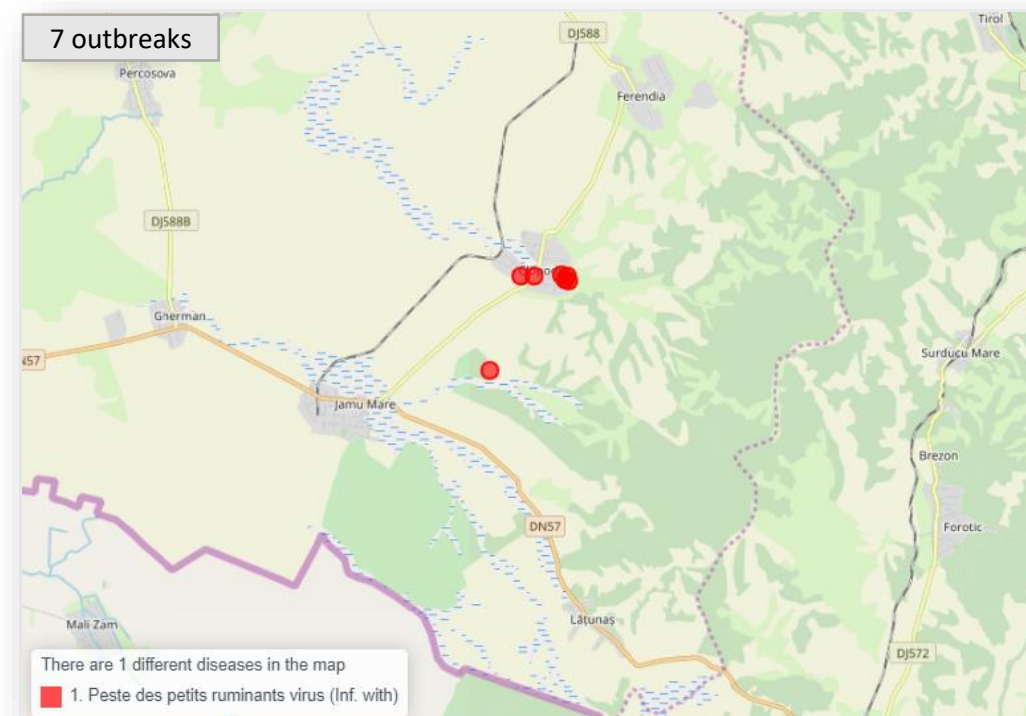 7 outbreaks
Tirol
DJ588
Percosova
Ferendia
DJ588B
Gherman
N57
Surducu Mare
Jamu Mare
Brezon
DN57
Forotic
Mali Zam
Lățunaș
DJ572
There are 1 different diseases in the map
1. Peste des petits ruminants virus (Inf. with)